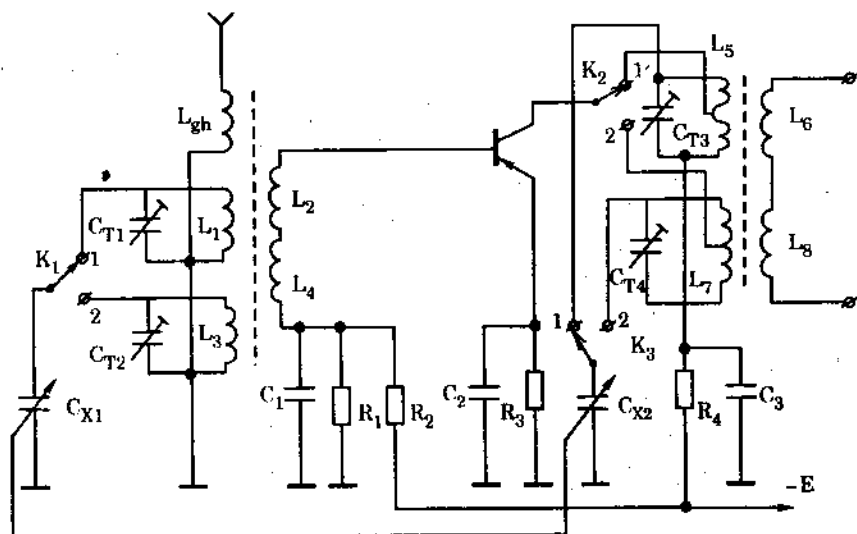 L5
K2
1'
Lgh
CT3
L6
2
L2
CT1
L1
K1
1
L4
L8
CT4
L7
2
L3
CT2
1
2
K3
CX1
C1
R1
R2
C2
R3
CX2
R4
C3
-E